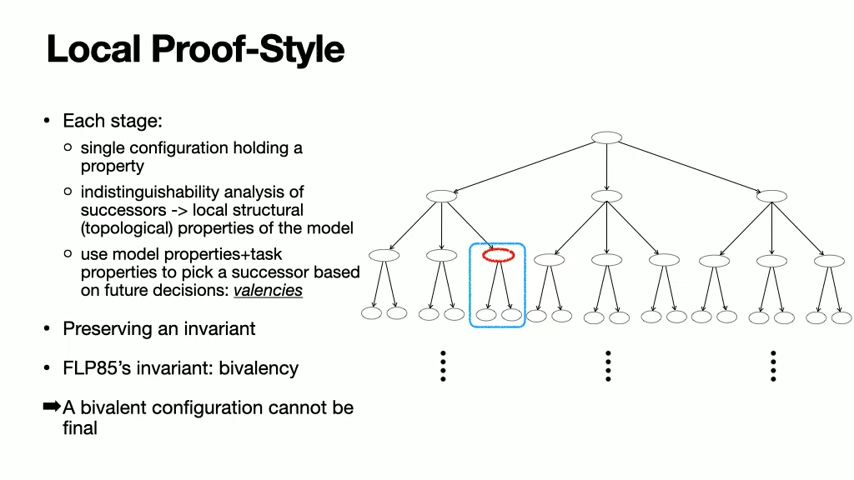 Local Proof-Style
• Each stage:
○ single configuration holding a
property
○ indistinguishability analysis of
successors -> local structural
(topological) properties of the model
○ use model properties+task
properties to pick a successor based
on future decisions: valencies
• Preserving an invariant
• FLP85's invariant: bivalency
➡A bivalent configuration cannot be
final